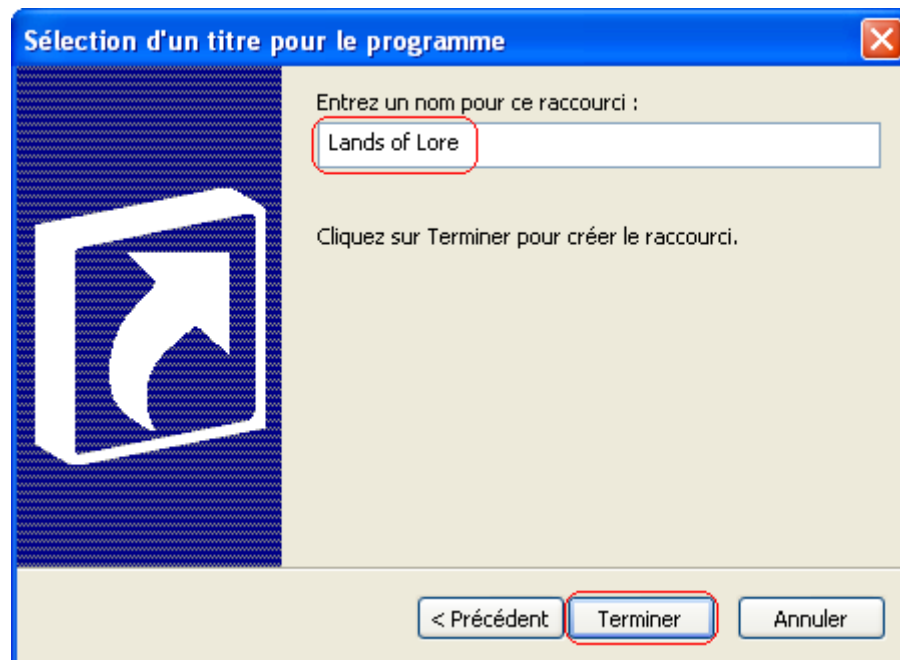 Sélection d'un titre pour le programme
Entrez un nom pour ce raccourci :
Lands of Lore
Cliquez sur Terminer pour créer le raccourci.
< Précédent Terminer Annuler